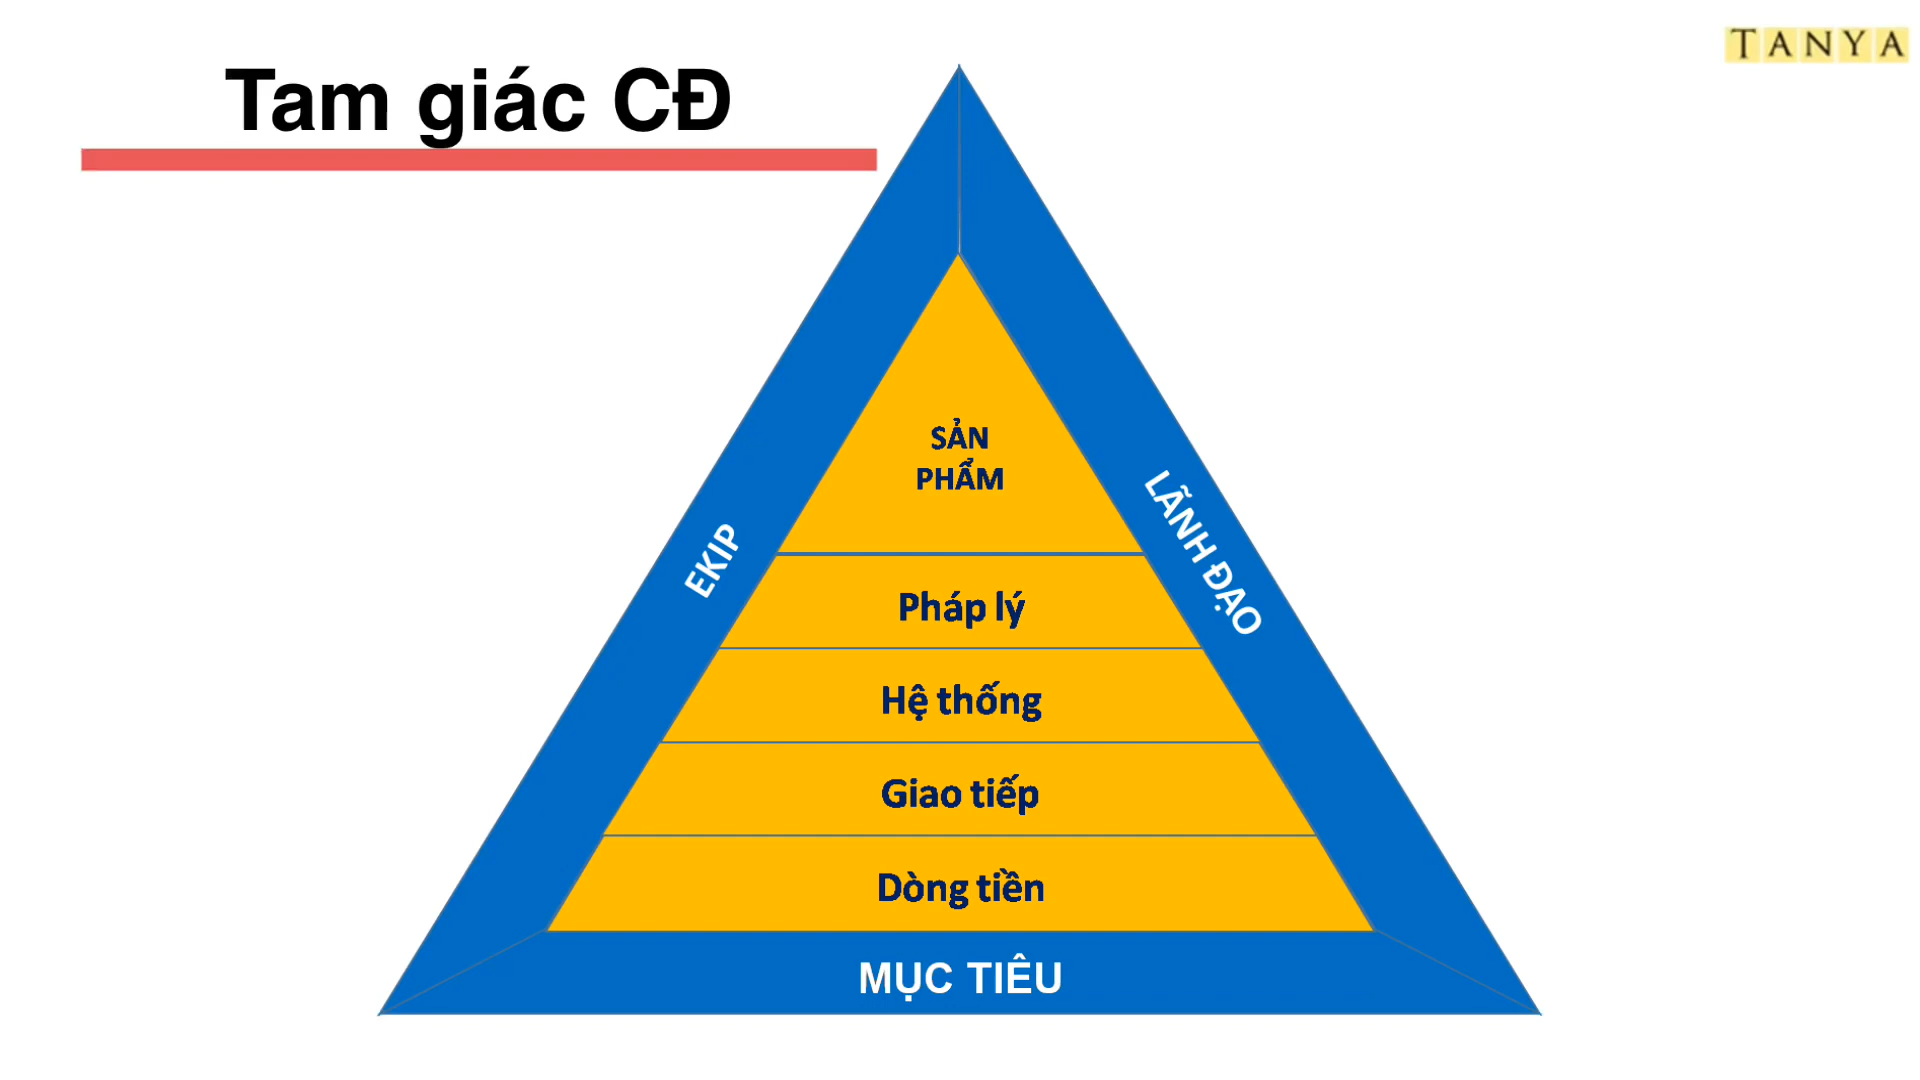 TANYA
Tam giác CĐ
SẢN
PHẨM
EKIP
LÃNH ĐẠO
Pháp lý
Hệ thống
Giao tiếp
Dòng tiền
MỤC TIÊU